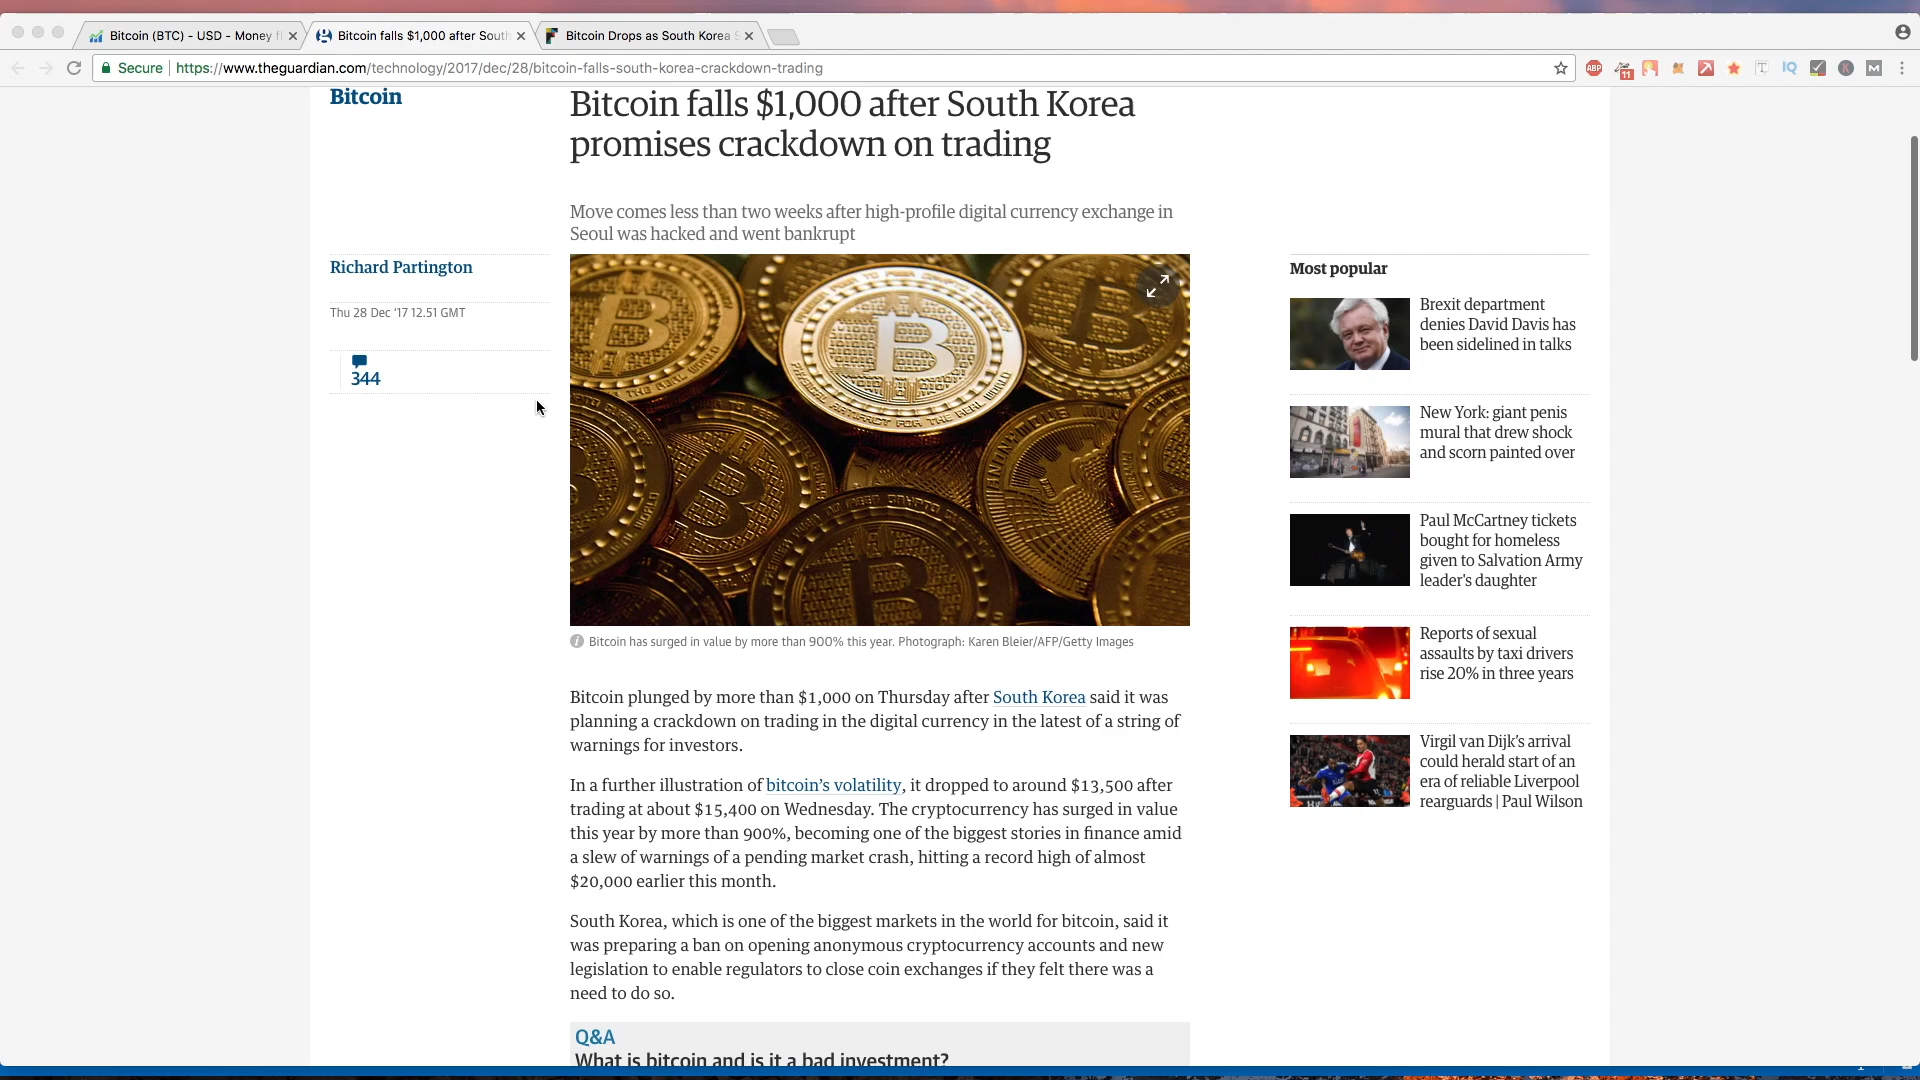 Bitcoin (BTC) - USD - Money f
Bitcoin falls $1,000 after South
Bitcoin Drops as South Korea S
Secure
https://www.theguardian.com/technology/2017/dec/28/bitcoin-falls-south-korea-crackdown-trading
ABP
11
T
IQ
K
M
Bitcoin
Bitcoin falls $1,000 after South Korea
promises crackdown on trading
Move comes less than two weeks after high-profile digital currency exchange in
Seoul was hacked and went bankrupt
Richard Partington
Thu 28 Dec '17 12.51 GMT
344
Bitcoin has surged in value by more than 900% this year. Photograph: Karen Bleier/AFP/Getty Images
Bitcoin plunged by more than $1,000 on Thursday after South Korea said it was
planning a crackdown on trading in the digital currency in the latest of a string of
warnings for investors.
In a further illustration of bitcoin's volatility, it dropped to around $13,500 after
trading at about $15,400 on Wednesday. The cryptocurrency has surged in value
this year by more than 900%, becoming one of the biggest stories in finance amid
a slew of warnings of a pending market crash, hitting a record high of almost
$20,000 earlier this month.
South Korea, which is one of the biggest markets in the world for bitcoin, said it
was preparing a ban on opening anonymous cryptocurrency accounts and new
legislation to enable regulators to close coin exchanges if they felt there was a
need to do so.
Q&A
What is bitcoin and is it a bad investment?
Most popular
Brexit department
denies David Davis has
been sidelined in talks
New York: giant penis
mural that drew shock
and scorn painted over
Paul McCartney tickets
bought for homeless
given to Salvation Army
leader's daughter
Reports of sexual
assaults by taxi drivers
rise 20% in three years
Virgil van Dijk's arrival
could herald start of an
era of reliable Liverpool
rearguards | Paul Wilson